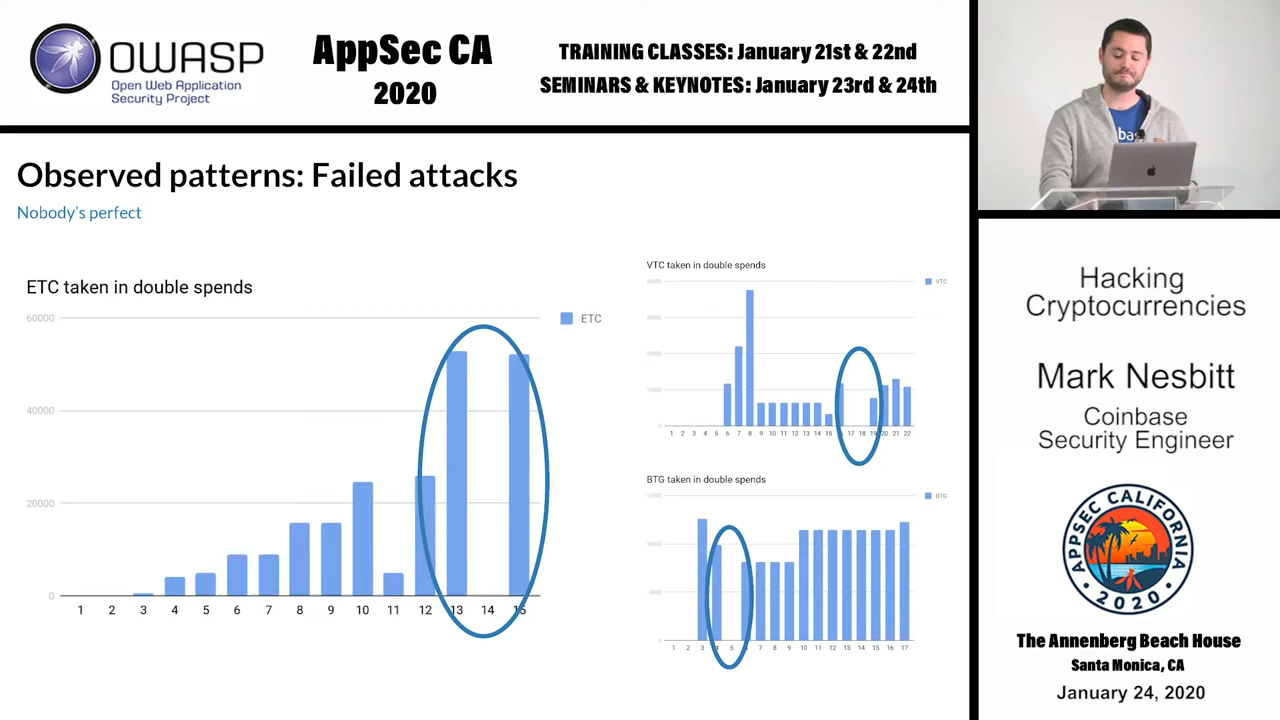 OWASP
Open Web Application
Security Project
AppSec CA
2020
TRAINING CLASSES: January 21st & 22nd
SEMINARS & KEYNOTES: January 23rd & 24th
Observed patterns: Failed attacks
Nobody's perfect
ETC taken in double spends
ETC
60000
40000
20000
0
1 2 3 4 5 6 7 8 9 10 11 12 13 14 15
VTC taken in double spends
VTC
1 2 3 4 5 6 7 8 9 10 11 12 13 14 15 17 18 19 20 21 22
BTG taken in double spends
BTG
1 2 3 4 5 7 8 9 10 11 12 13 14 15 16 17
Hacking
Cryptocurrencies
Mark Nesbitt
Coinbase
Security Engineer
APPSEC CALIFORNIA
2020
The Annenberg Beach House
Santa Monica, CA
January 24, 2020